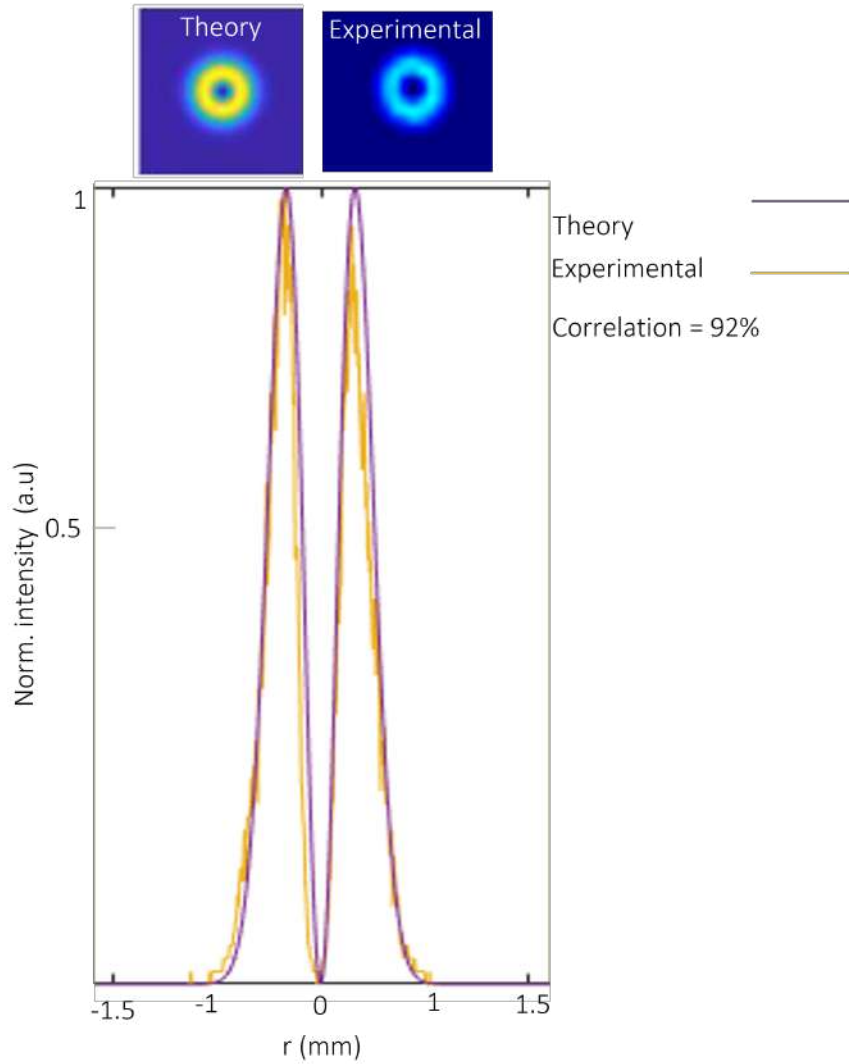 Theory
Experimental
1
Theory
Experimental
Correlation = 92%
0.5
Norm. intensity (a.u)
-1.5
-1
0
1
1.5
r (mm)